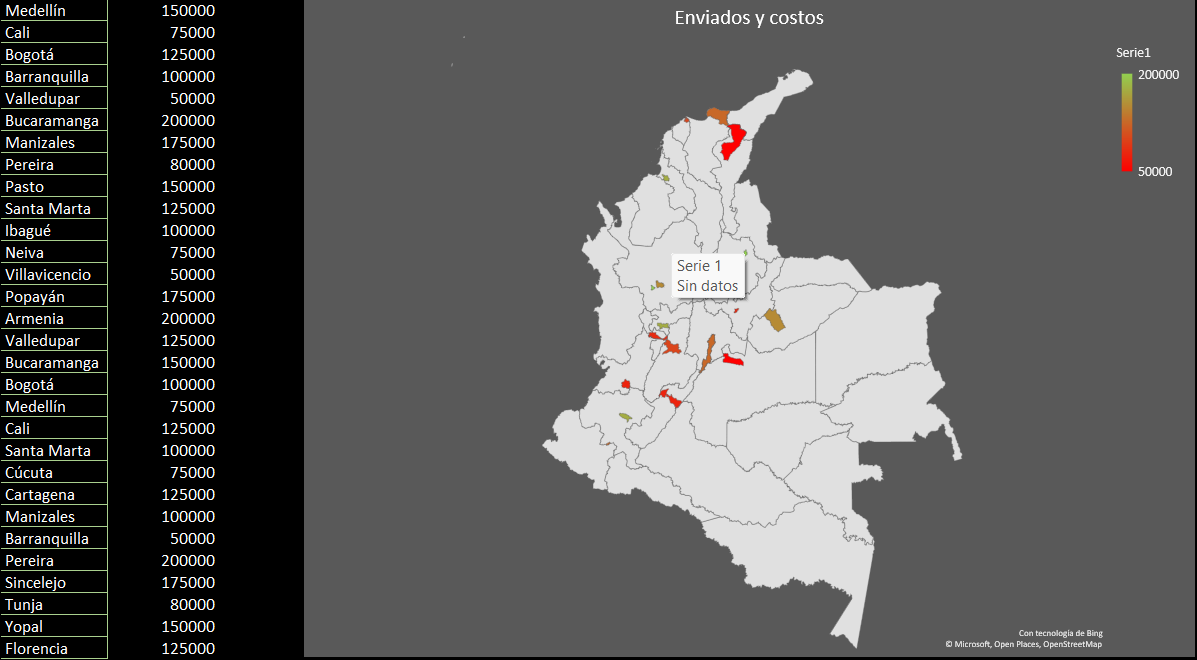 Medellín 150000
Cali 75000
Bogotá 125000
Barranquilla 100000
Valledupar 50000
Bucaramanga 200000
Manizales 175000
Pereira 80000
Pasto 150000
Santa Marta 125000
Ibagué 100000
Neiva 75000
Villavicencio 50000
Popayán 175000
Armenia 200000
Valledupar 125000
Bucaramanga 150000
Bogotá 100000
Medellín 75000
Cali 125000
Santa Marta 100000
Cúcuta 75000
Cartagena 125000
Manizales 100000
Barranquilla 50000
Pereira 200000
Sincelejo 175000
Tunja 80000
Yopal 150000
Florencia 125000
Enviados y costos
Serie1
200000
50000
Serie 1
Sin datos
Con tecnología de Bing
© Microsoft, Open Places, OpenStreetMap